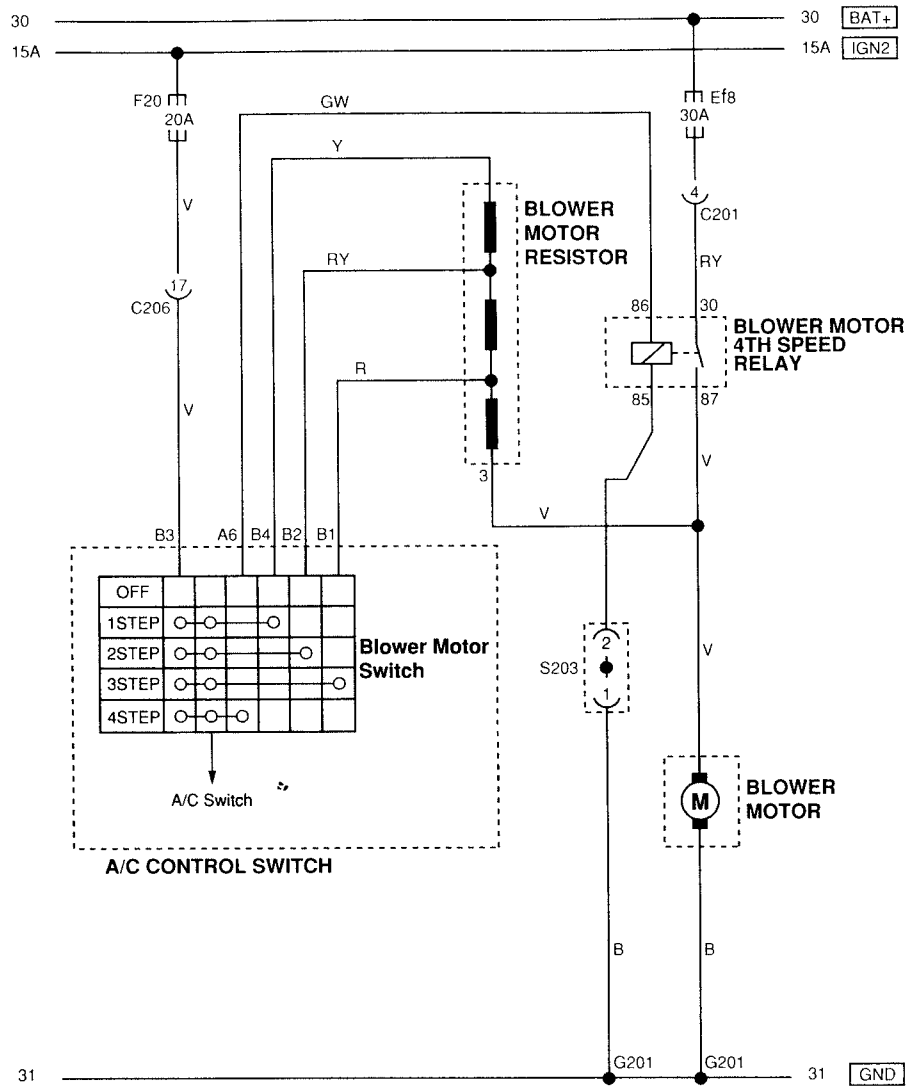 30 30 BAT+
15A 15A IGN2
F20 20A
GW
Ef8 30A
Y
V
4
C201
BLOWER
MOTOR
RESISTOR
RY
RY
17
C206
86 30
BLOWER MOTOR
4TH SPEED
RELAY
R
85 87
V
V
3
V
B3 A6 B4 B2 B1
OFF
1STEP
2STEP
3STEP
4STEP
Blower Motor
Switch
2
S203
1
V
A/C Switch
M
BLOWER
MOTOR
A/C CONTROL SWITCH
B B
G201 G201
31 31 GND